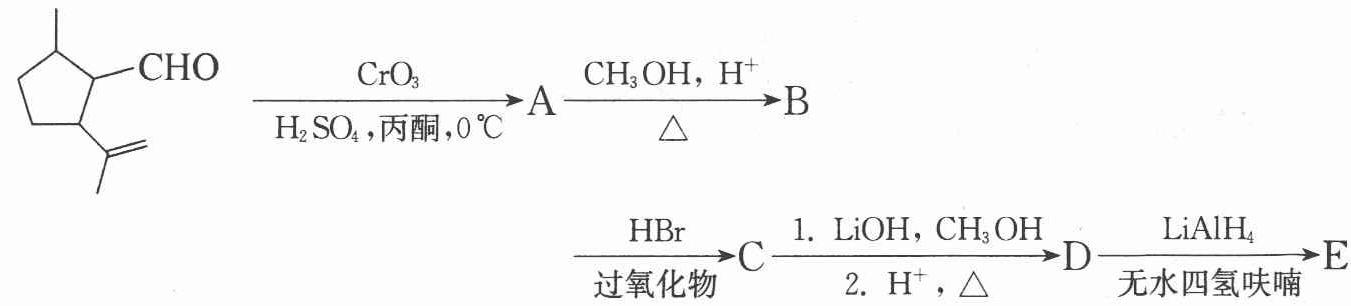 CHO
CrO₃
H₂SO₄,丙酮,0℃
A
CH₃OH, H⁺
△
B
HBr
过氧化物
C
1. LiOH, CH₃OH
2. H⁺, △
D
LiAlH₄
无水四氢呋喃
E